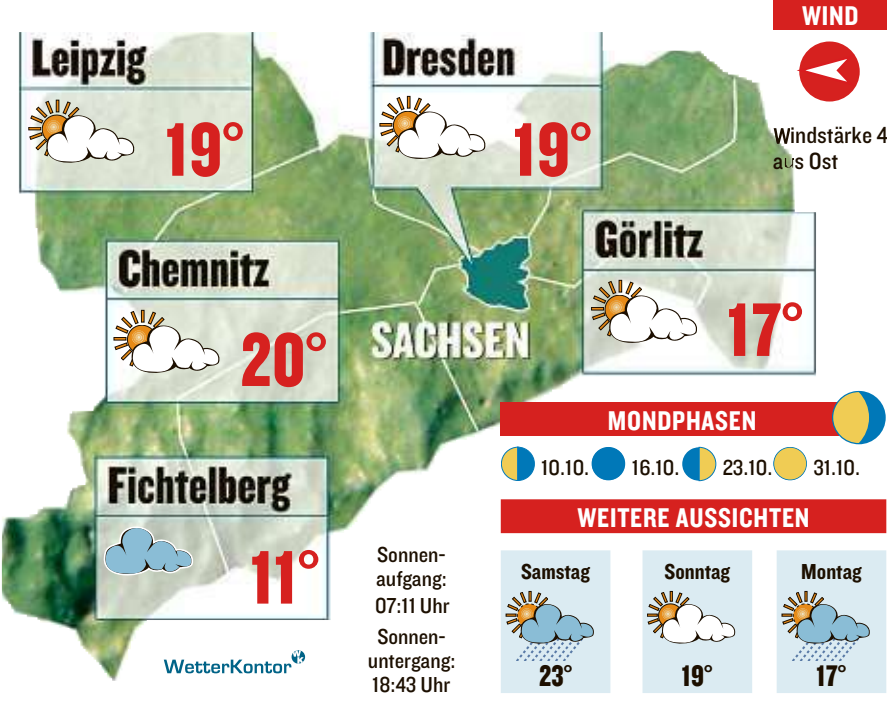 WIND
Windstärke 4
aus Ost
Leipzig
19°
Dresden
19°
Görlitz
17°
Chemnitz
20°
SACHSEN
Fichtelberg
11°
MONDPHASEN
10.10. 16.10. 23.10. 31.10.
WEITERE AUSSICHTEN
Samstag
23°
Sonntag
19°
Montag
17°
Sonnen-
aufgang:
07:11 Uhr
Sonnen-
untergang:
18:43 Uhr
WetterKontor